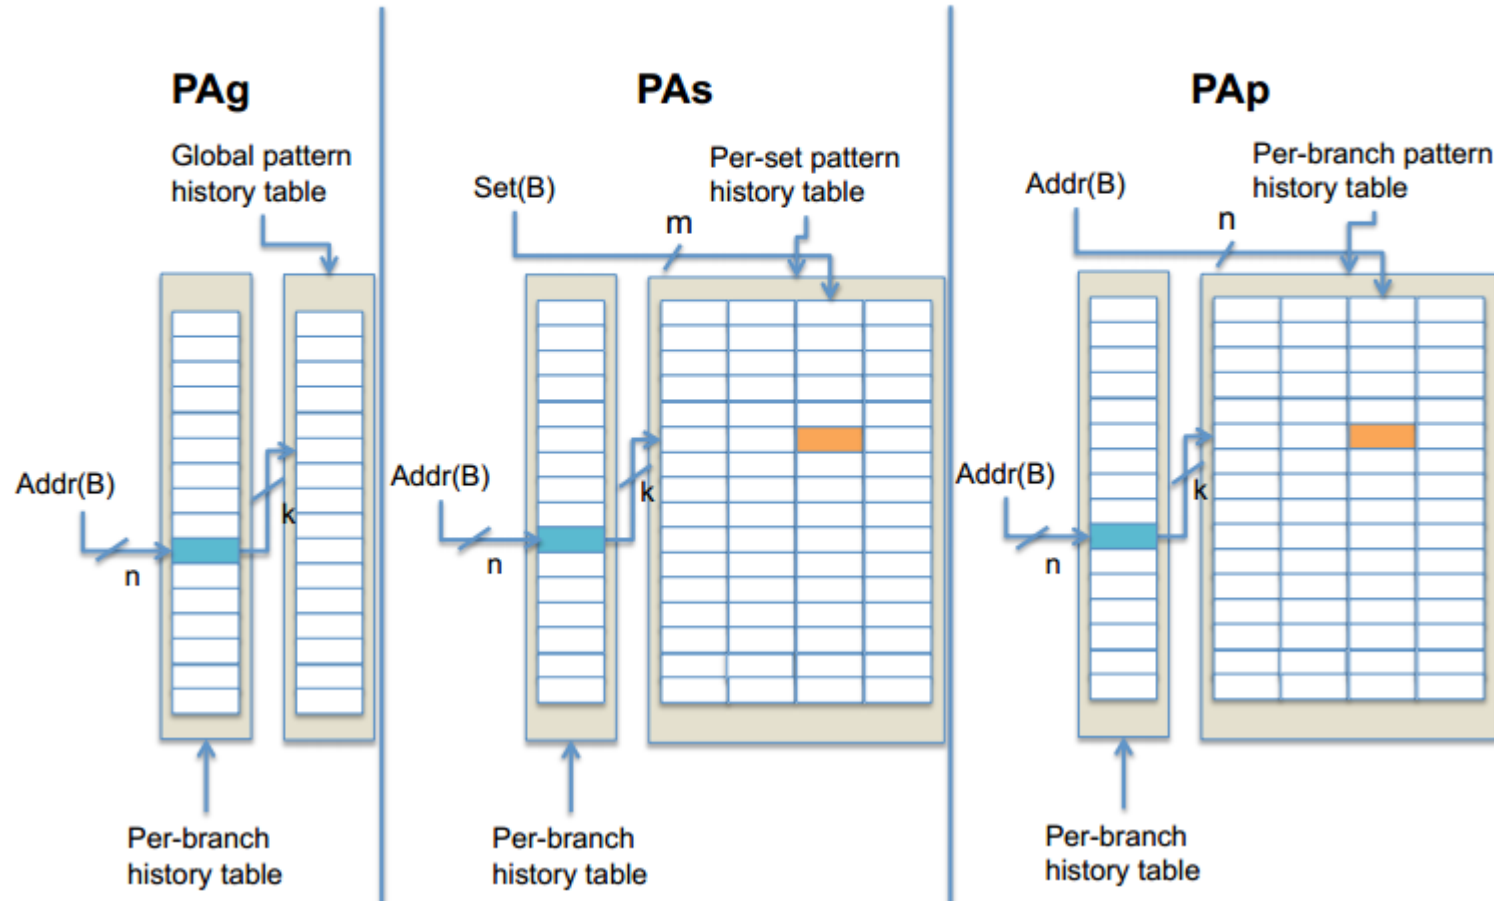 PAg
Global pattern
history table
Addr(B)
n
k
Per-branch
history table
PAs
Set(B)
m
Per-set pattern
history table
Addr(B)
n
k
Per-branch
history table
PAp
Addr(B)
n
Per-branch pattern
history table
Addr(B)
n
k
Per-branch
history table